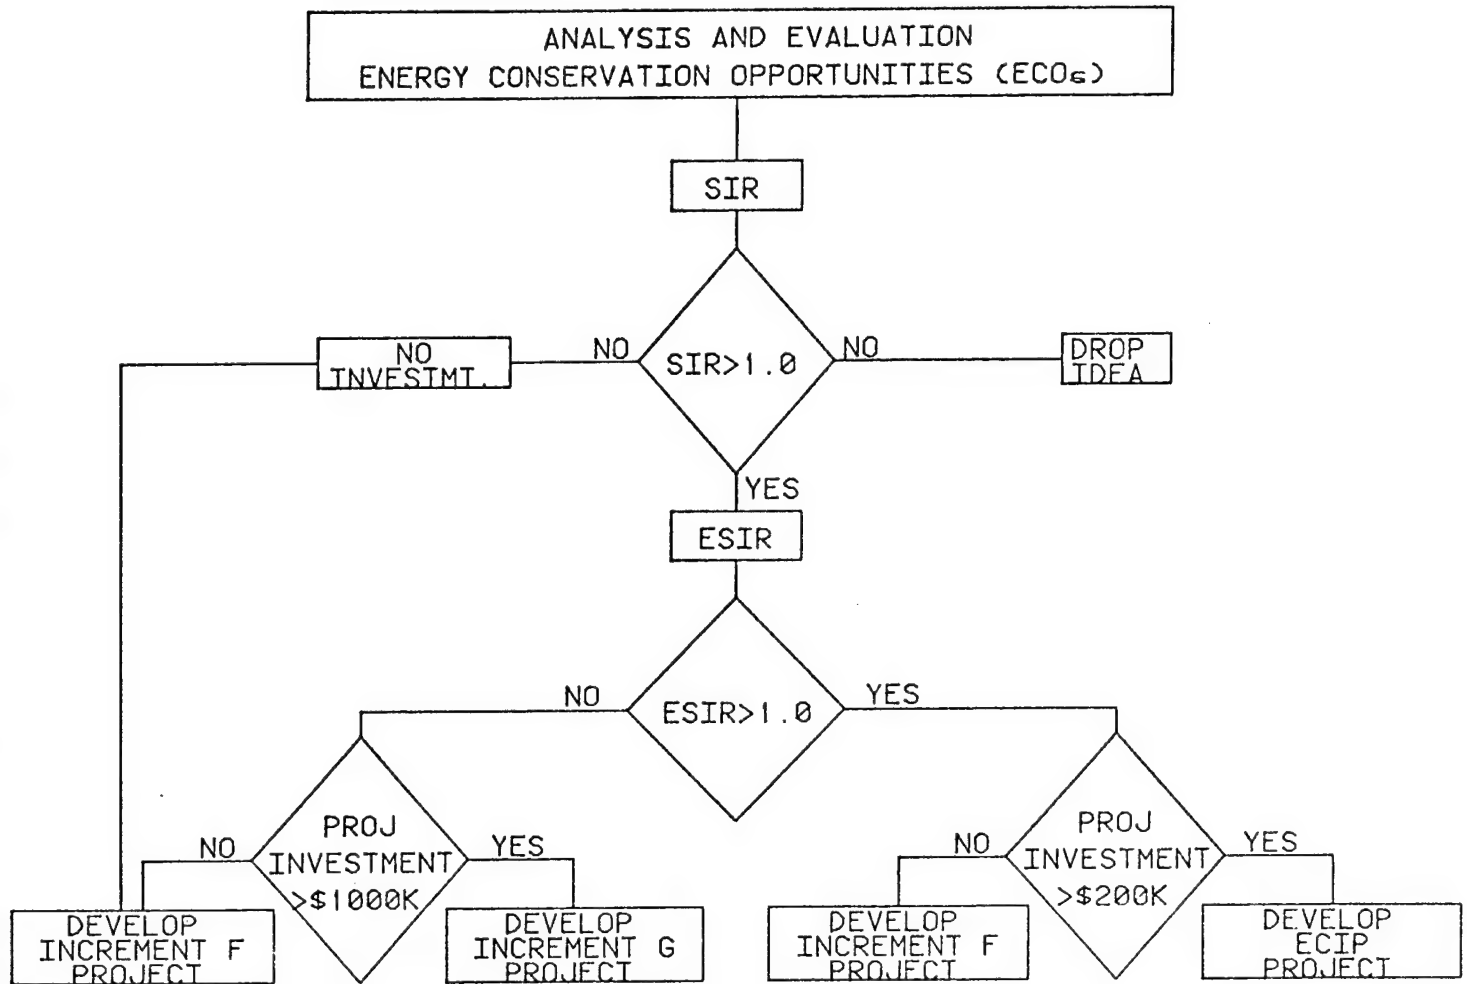 ANALYSIS AND EVALUATION
ENERGY CONSERVATION OPPORTUNITIES (ECOs)
SIR
NO
INVESTMT.
NO
SIR>1.0
NO
DROP
IDEA
YES
ESIR
NO
ESIR>1.0
YES
NO
PROJ
INVESTMENT
>$1000K
YES
NO
PROJ
INVESTMENT
>$200K
YES
DEVELOP
INCREMENT F
PROJECT
DEVELOP
INCREMENT G
PROJECT
DEVELOP
INCREMENT F
PROJECT
DEVELOP
ECIP
PROJECT